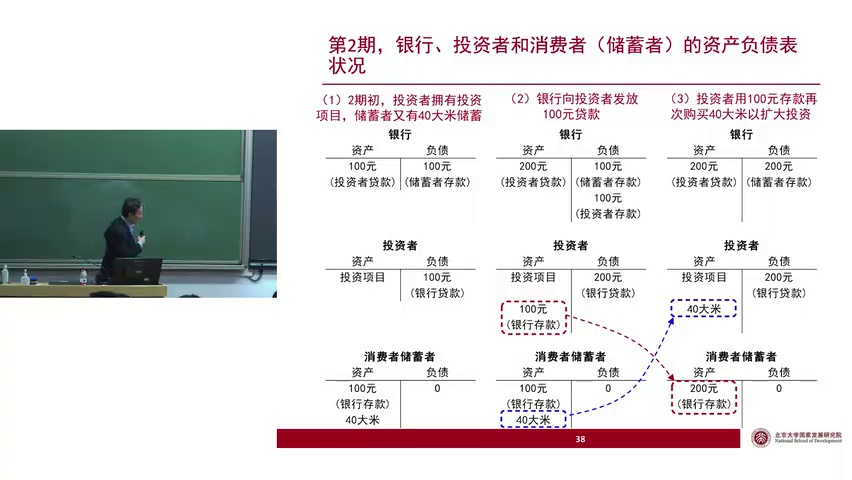 第2期，银行、投资者和消费者（储蓄者）的资产负债表
状况
（1）2期初，投资者拥有投资
项目，储蓄者又有40大米储蓄
银行
资产 负债
100元 100元
(投资者贷款) (储蓄者存款)
投资者
资产 负债
投资项目 100元
(银行贷款)
消费者储蓄者
资产 负债
100元 0
(银行存款)
40大米
（2）银行向投资者发放
100元贷款
银行
资产 负债
200元 100元
(投资者贷款) (储蓄者存款)
100元
(投资者存款)
投资者
资产 负债
投资项目 200元
(银行贷款)
100元
(银行存款)
消费者储蓄者
资产 负债
100元 0
(银行存款)
40大米
（3）投资者用100元存款再
次购买40大米以扩大投资
银行
资产 负债
200元 200元
(投资者贷款) (储蓄者存款)
投资者
资产 负债
投资项目 200元
(银行贷款)
40大米
消费者储蓄者
资产 负债
200元 0
(银行存款)
38
北京大学国家发展研究院
National School of Development